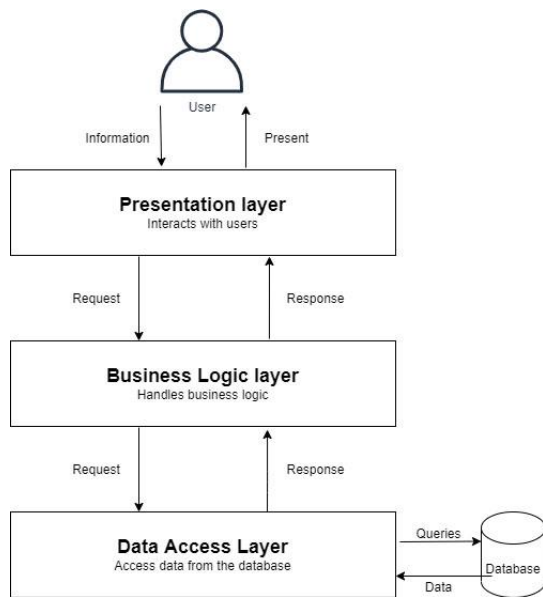 User
Information
Present
Presentation layer
Interacts with users
Request
Response
Business Logic layer
Handles business logic
Request
Response
Data Access Layer
Access data from the database
Queries
Database
Data